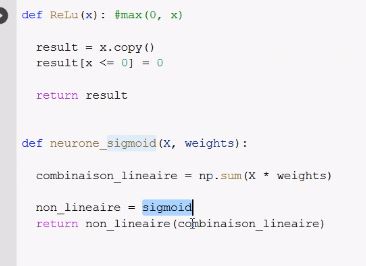 def ReLu(x): #max(0, x)
result = x.copy()
result[x <= 0] = 0
return result
def neurone_sigmoid(X, weights):
combinaison_lineaire = np.sum(X * weights)
non_lineaire = sigmoid
return non_lineaire(combinaison_lineaire)